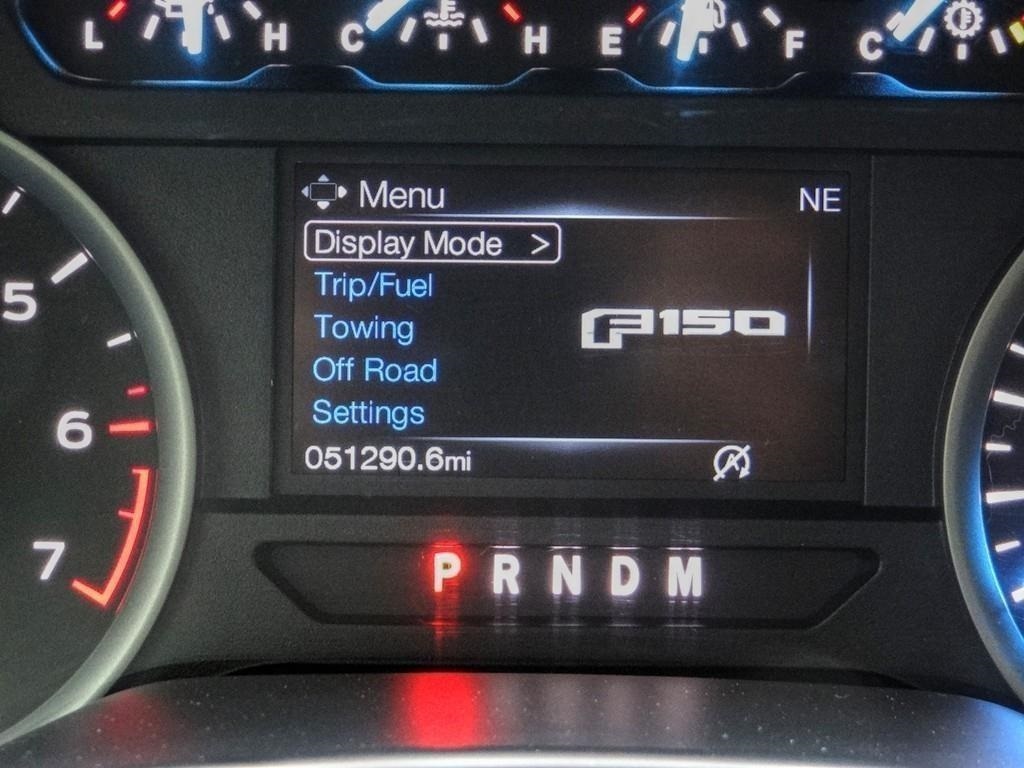 L H C H E F C
Menu NE
Display Mode >
Trip/Fuel
Towing
F150
Off Road
Settings
051290.6mi
5
6
7
P R N D M